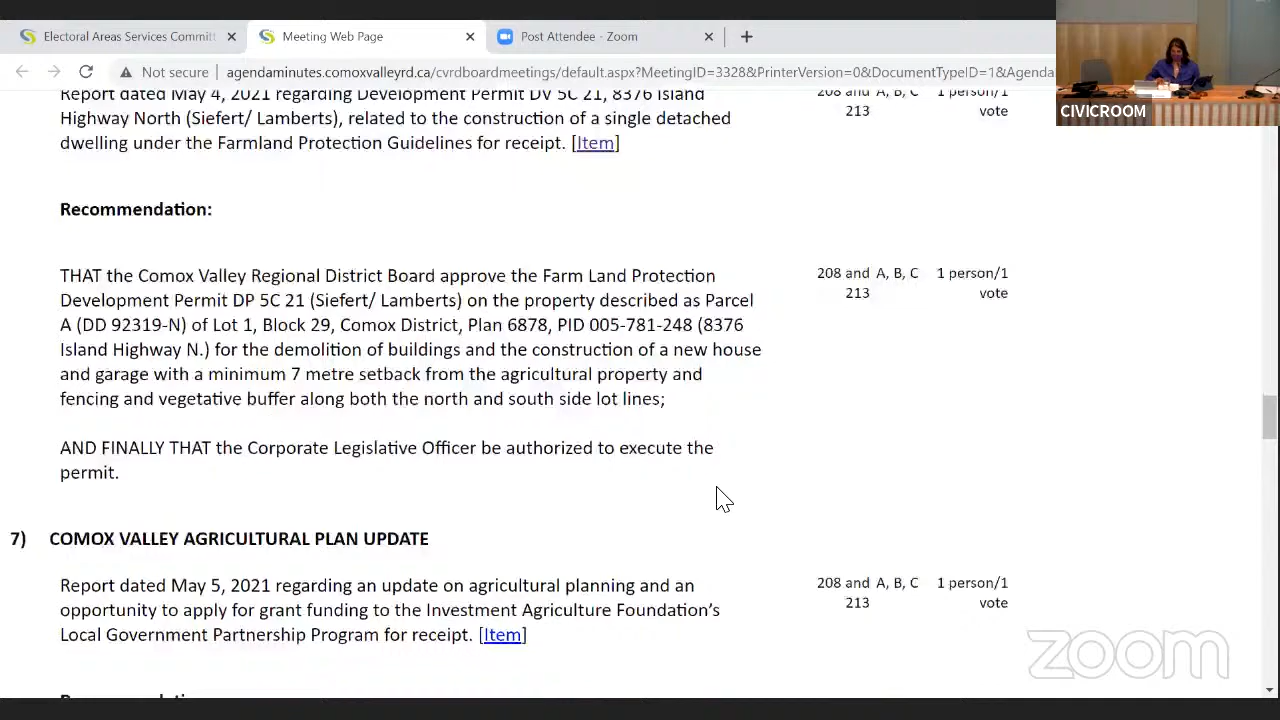 Electoral Areas Services Committ
Meeting Web Page
Post Attendee - Zoom
Not secure
agendaminutes.comoxvalleyrd.ca/cvrdboardmeetings/default.aspx?MeetingID=3328&PrinterVersion=0&DocumentTypeID=1&Agenda
CIVICROOM
Report dated May 4, 2021 regarding Development Permit DV 5C 21, 8376 Island 208 and A, B, C 1 person/1
Highway North (Siefert/ Lamberts), related to the construction of a single detached 213 vote
dwelling under the Farmland Protection Guidelines for receipt. [Item]
Recommendation:
THAT the Comox Valley Regional District Board approve the Farm Land Protection 208 and A, B, C 1 person/1
Development Permit DP 5C 21 (Siefert/ Lamberts) on the property described as Parcel 213 vote
A (DD 92319-N) of Lot 1, Block 29, Comox District, Plan 6878, PID 005-781-248 (8376
Island Highway N.) for the demolition of buildings and the construction of a new house
and garage with a minimum 7 metre setback from the agricultural property and
fencing and vegetative buffer along both the north and south side lot lines;
AND FINALLY THAT the Corporate Legislative Officer be authorized to execute the
permit.
7) COMOX VALLEY AGRICULTURAL PLAN UPDATE
Report dated May 5, 2021 regarding an update on agricultural planning and an 208 and A, B, C 1 person/1
opportunity to apply for grant funding to the Investment Agriculture Foundation's 213 vote
Local Government Partnership Program for receipt. [Item]
zoom